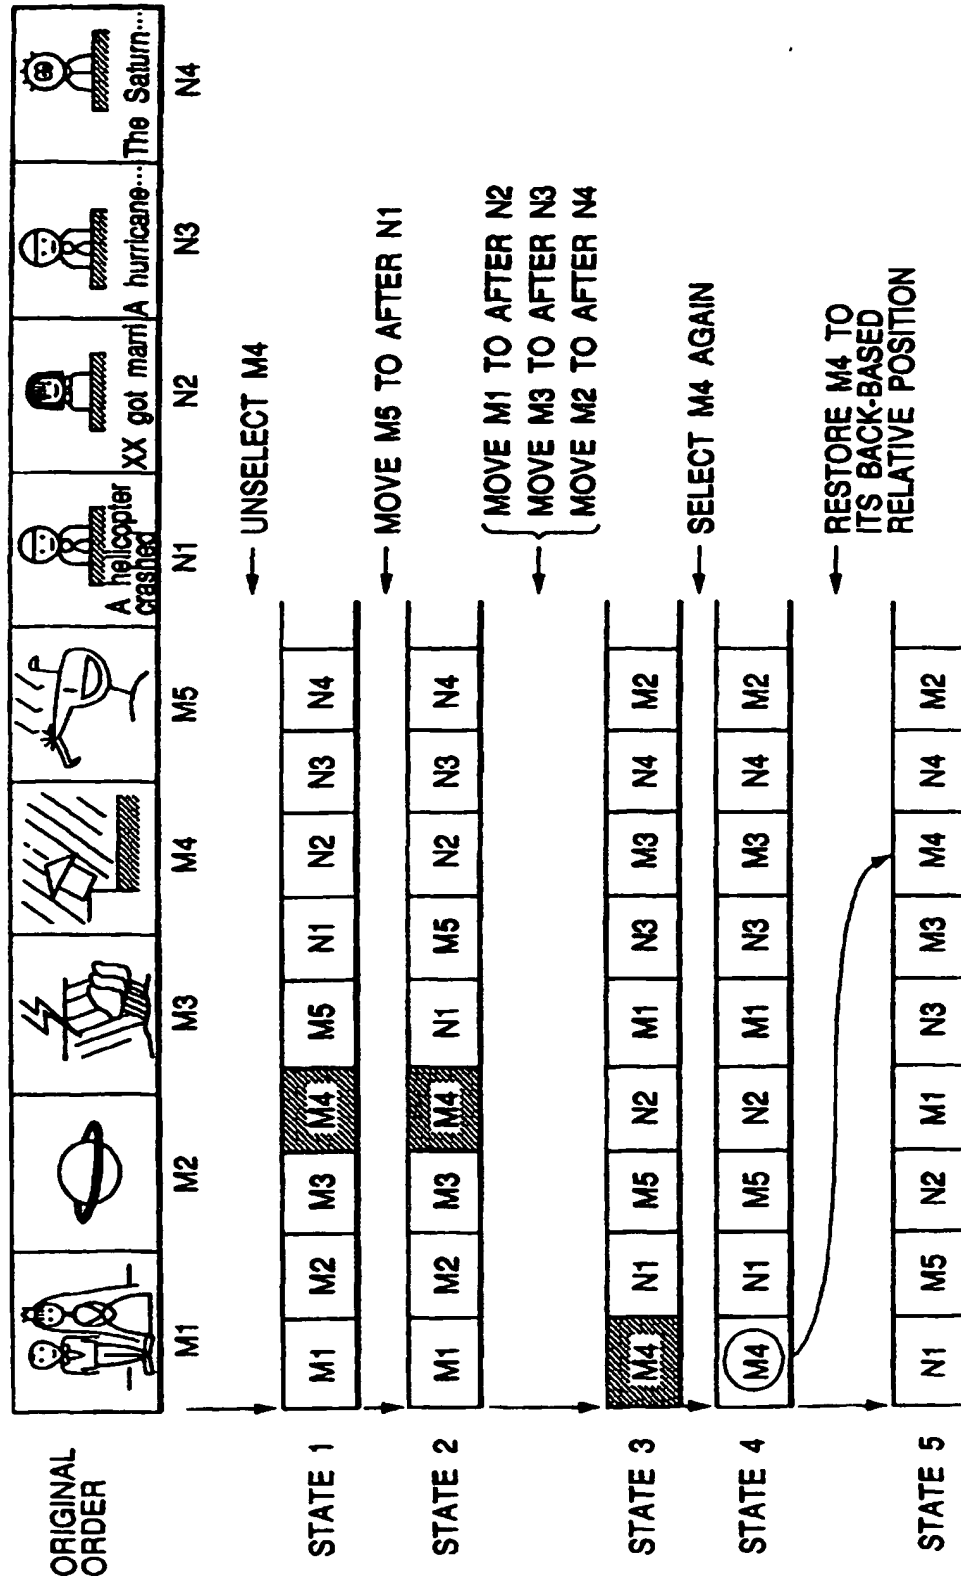 ORIGINAL
ORDER
A helicopter
crashed
XX got marri
A hurricane...
The Saturn...
M1 M2 M3 M4 M5 N1 N2 N3 N4
UNSELECT M4
STATE 1 M1 M2 M3 M4 M5 N1 N2 N3 N4
MOVE M5 TO AFTER N1
STATE 2 M1 M2 M3 M4 N1 M5 N2 N3 N4
MOVE M1 TO AFTER N2
MOVE M3 TO AFTER N3
MOVE M2 TO AFTER N4
STATE 3 M4 N1 M5 N2 M1 N3 M3 N4 M2
SELECT M4 AGAIN
STATE 4 M4 N1 M5 N2 M1 N3 M3 N4 M2
RESTORE M4 TO
ITS BACK-BASED
RELATIVE POSITION
STATE 5 N1 M5 N2 M1 N3 M3 M4 N4 M2